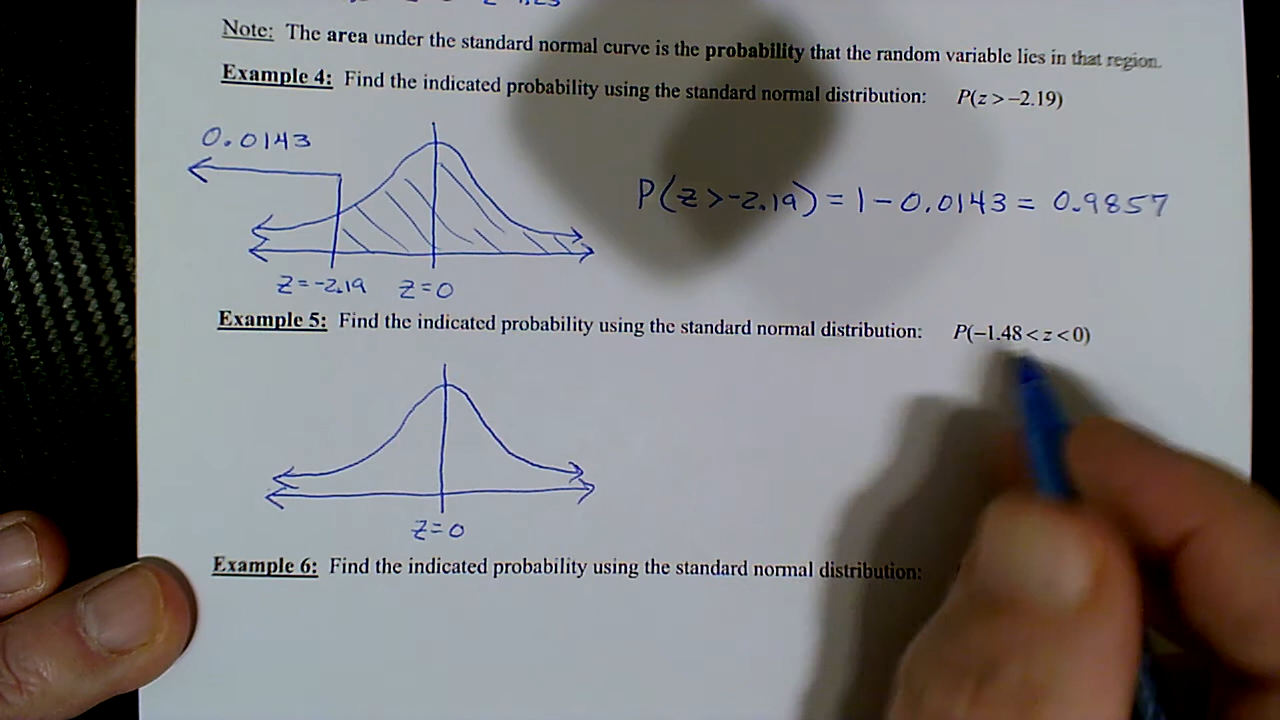 Note: The area under the standard normal curve is the probability that the random variable lies in that region.
Example 4: Find the indicated probability using the standard normal distribution: P(z > −2.19)
0.0143
P(z > -2.19) = 1 - 0.0143 = 0.9857
z = -2.19 z = 0
Example 5: Find the indicated probability using the standard normal distribution: P(−1.48 < z < 0)
z = 0
Example 6: Find the indicated probability using the standard normal distribution: